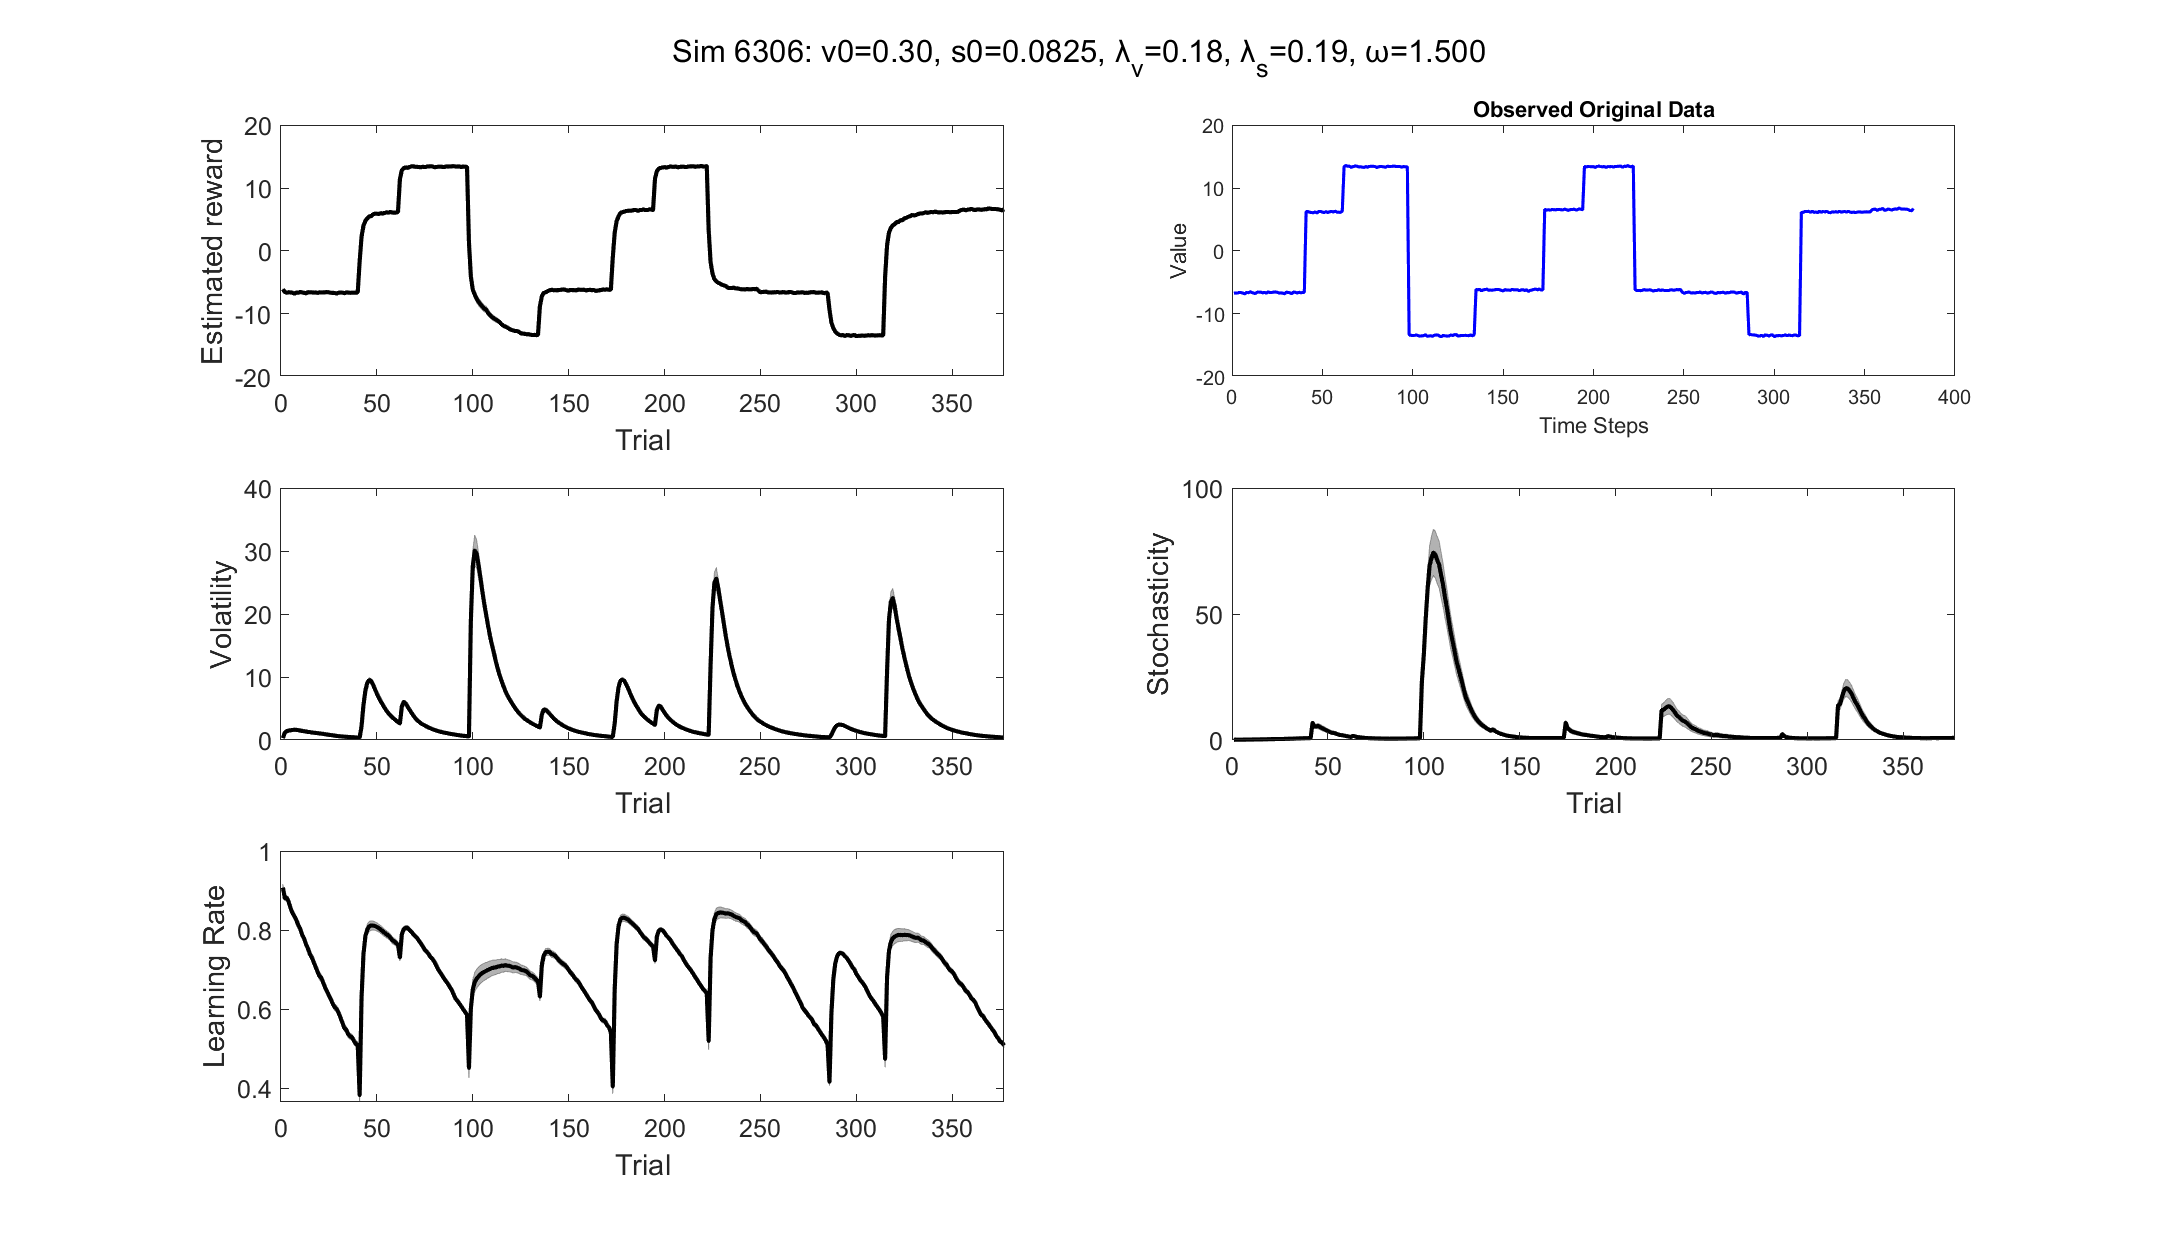 Sim 6306: v0=0.30, s0=0.0825, λv=0.18, λs=0.19, ω=1.500
20
10
0
-10
-20
Estimated reward
0 50 100 150 200 250 300 350
Trial
Observed Original Data
20
10
0
-10
-20
Value
0 50 100 150 200 250 300 350 400
Time Steps
40
30
20
10
0
Volatility
0 50 100 150 200 250 300 350
Trial
100
50
0
Stochasticity
0 50 100 150 200 250 300 350
Trial
1
0.8
0.6
0.4
Learning Rate
0 50 100 150 200 250 300 350
Trial